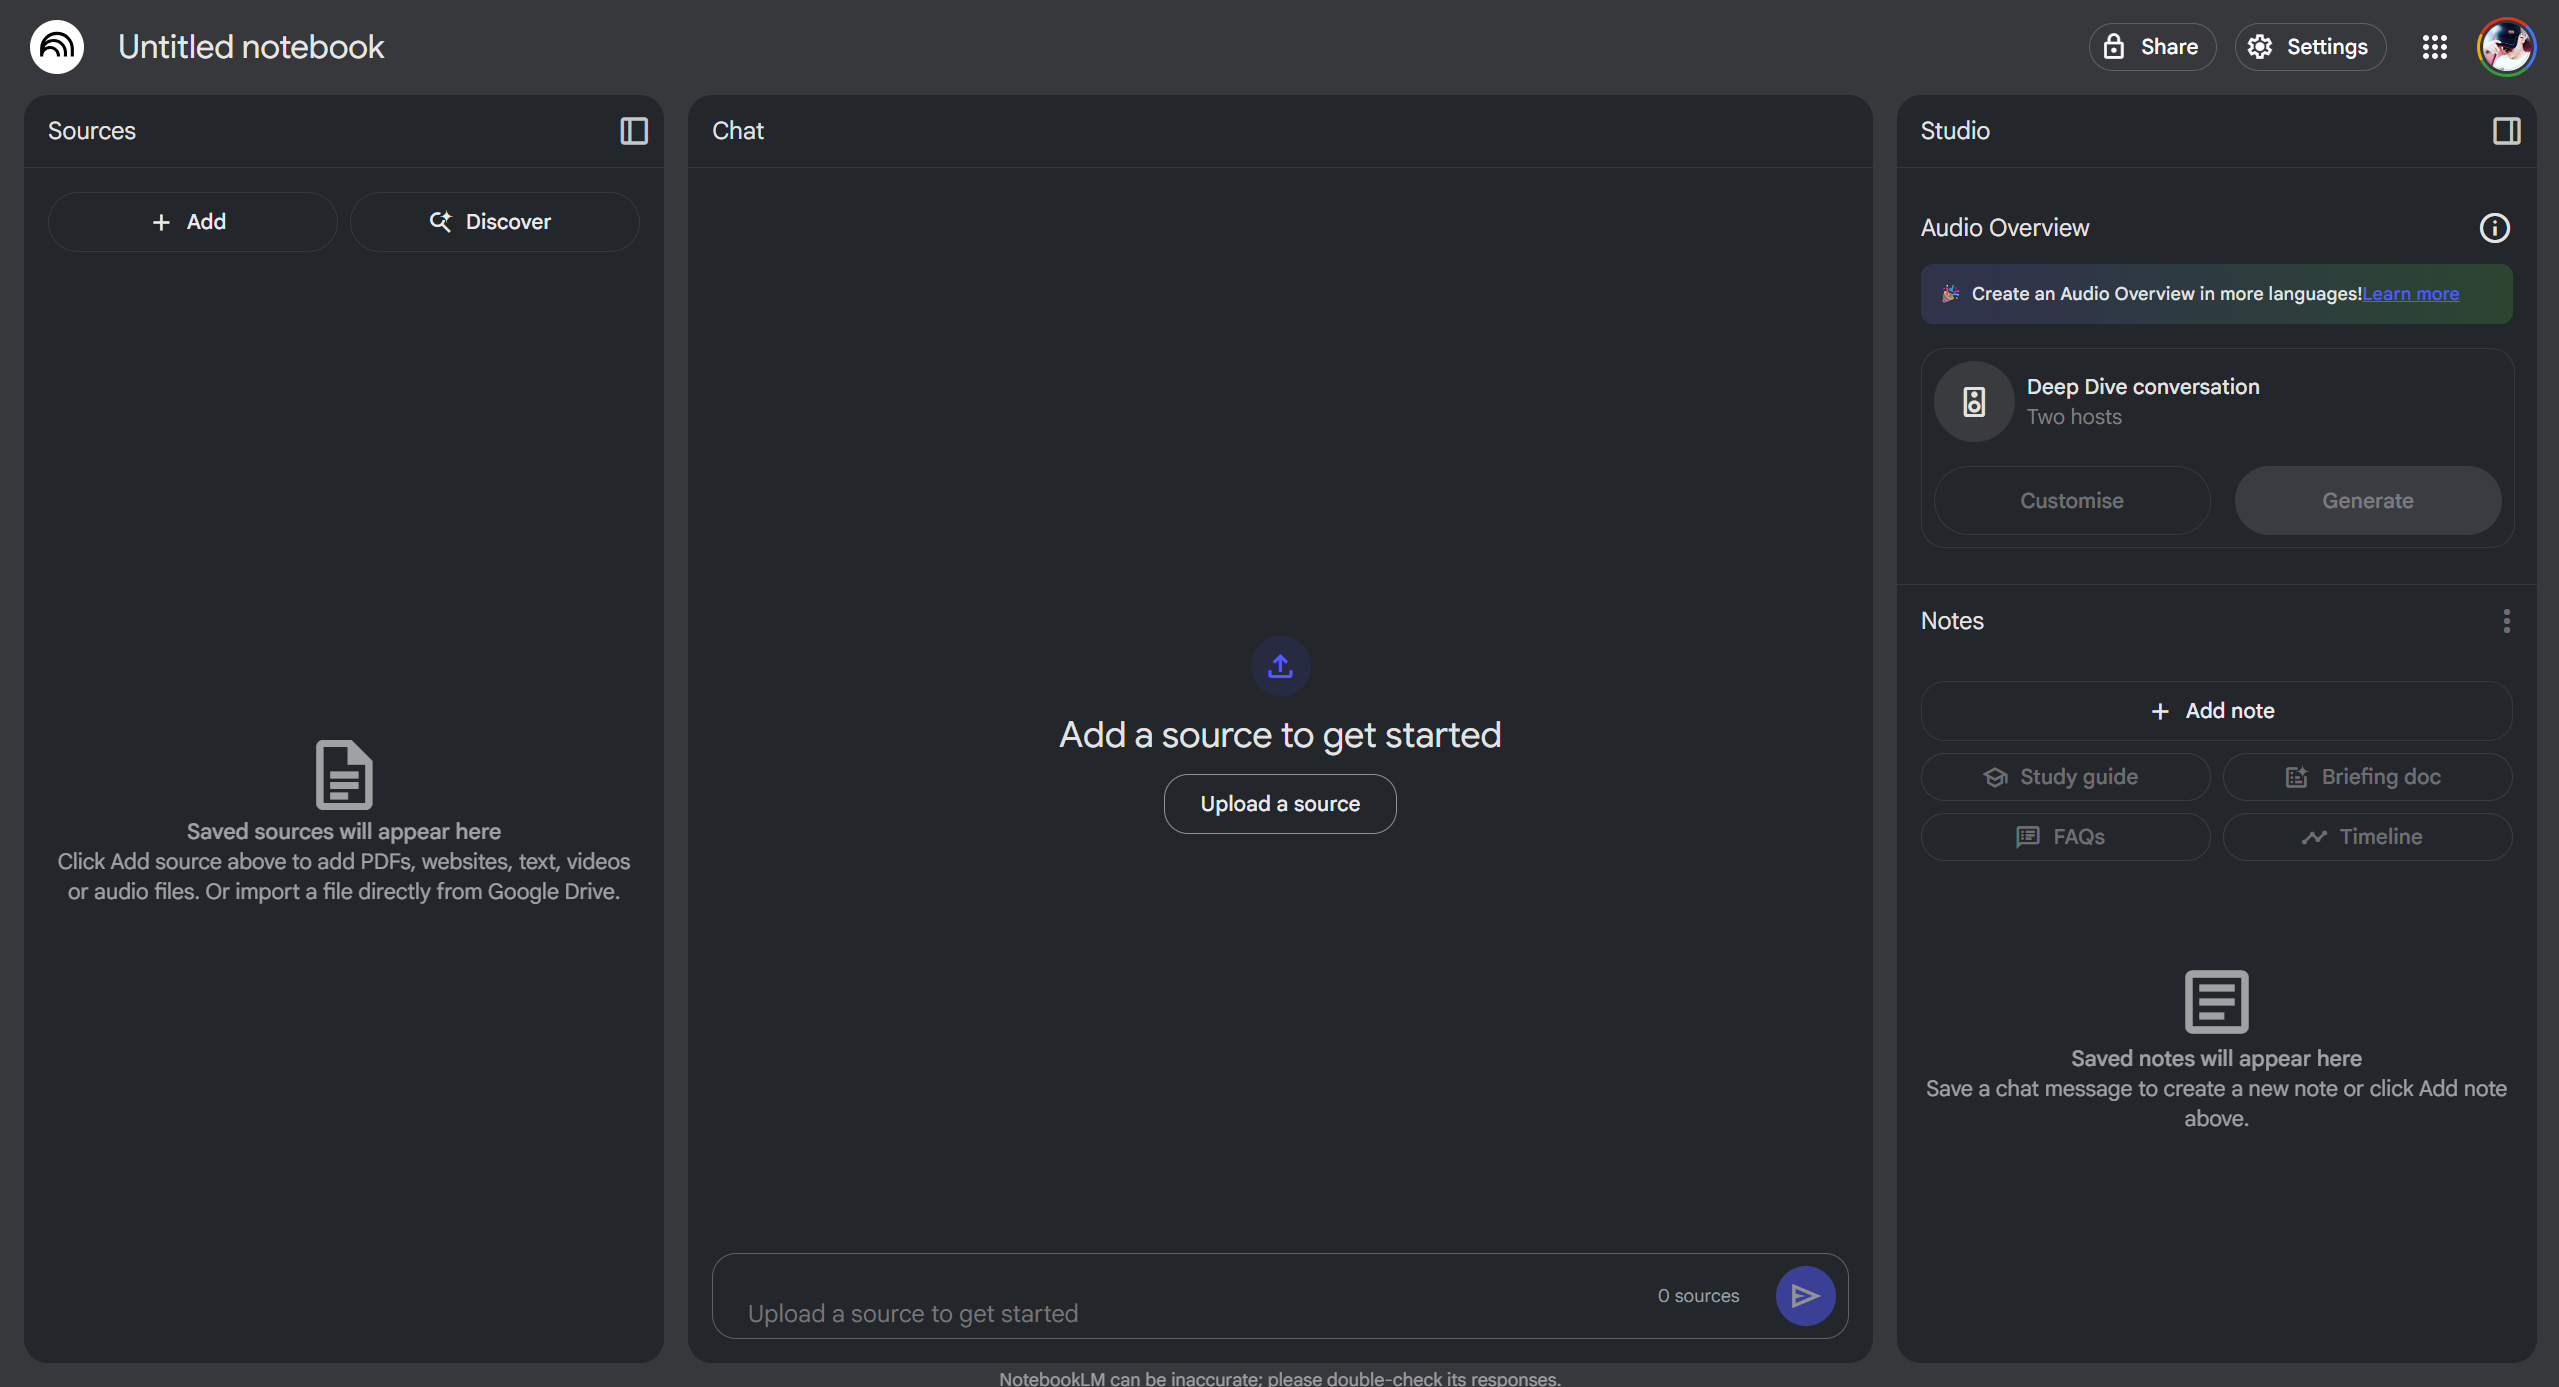 Untitled notebook
Share
Settings
Sources
Add
Discover
Saved sources will appear here
Click Add source above to add PDFs, websites, text, videos
or audio files. Or import a file directly from Google Drive.
Chat
Add a source to get started
Upload a source
Upload a source to get started
0 sources
NotebookLM can be inaccurate; please double-check its responses.
Studio
Audio Overview
Create an Audio Overview in more languages!Learn more
Deep Dive conversation
Two hosts
Customise
Generate
Notes
Add note
Study guide
Briefing doc
FAQs
Timeline
Saved notes will appear here
Save a chat message to create a new note or click Add note
above.